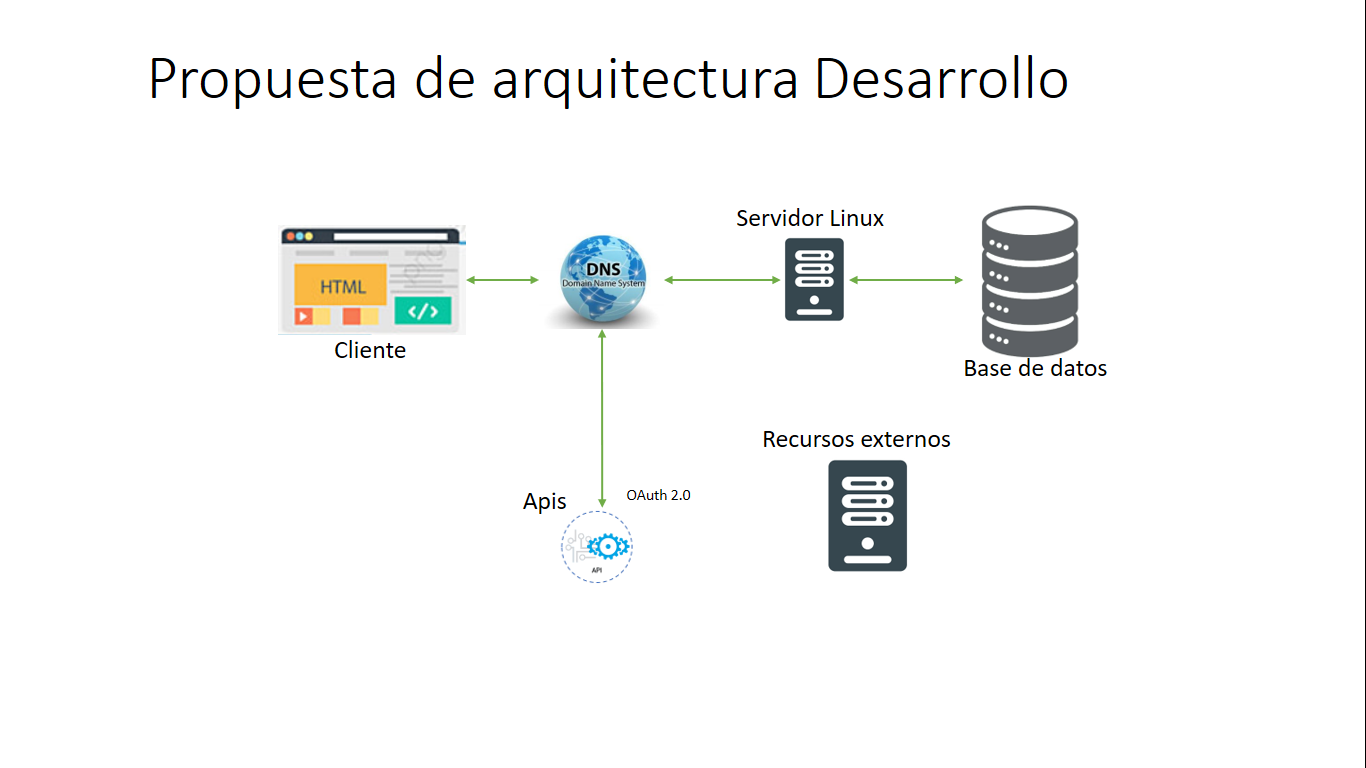 Propuesta de arquitectura Desarrollo
Servidor Linux
DNS
Domain Name System
HTML
</>
Cliente
Base de datos
Recursos externos
Apis
OAuth 2.0
API